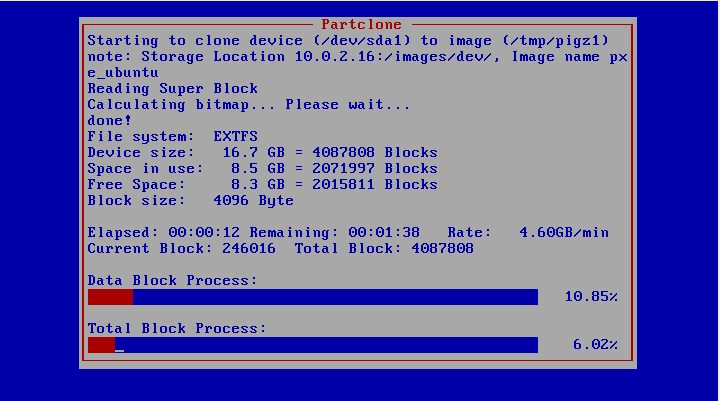 Partclone
Starting to clone device (/dev/sda1) to image (/tmp/pigz1)
note: Storage Location 10.0.2.16:/images/dev/, Image name px
e_ubuntu
Reading Super Block
Calculating bitmap... Please wait...
done!
File system:  EXTFS
Device size:   16.7 GB = 4087808 Blocks
Space in use:   8.5 GB = 2071997 Blocks
Free Space:     8.3 GB = 2015811 Blocks
Block size:   4096 Byte
Elapsed: 00:00:12 Remaining: 00:01:38   Rate:   4.60GB/min
Current Block: 246016  Total Block: 4087808
Data Block Process:
10.85%
Total Block Process:
6.02%